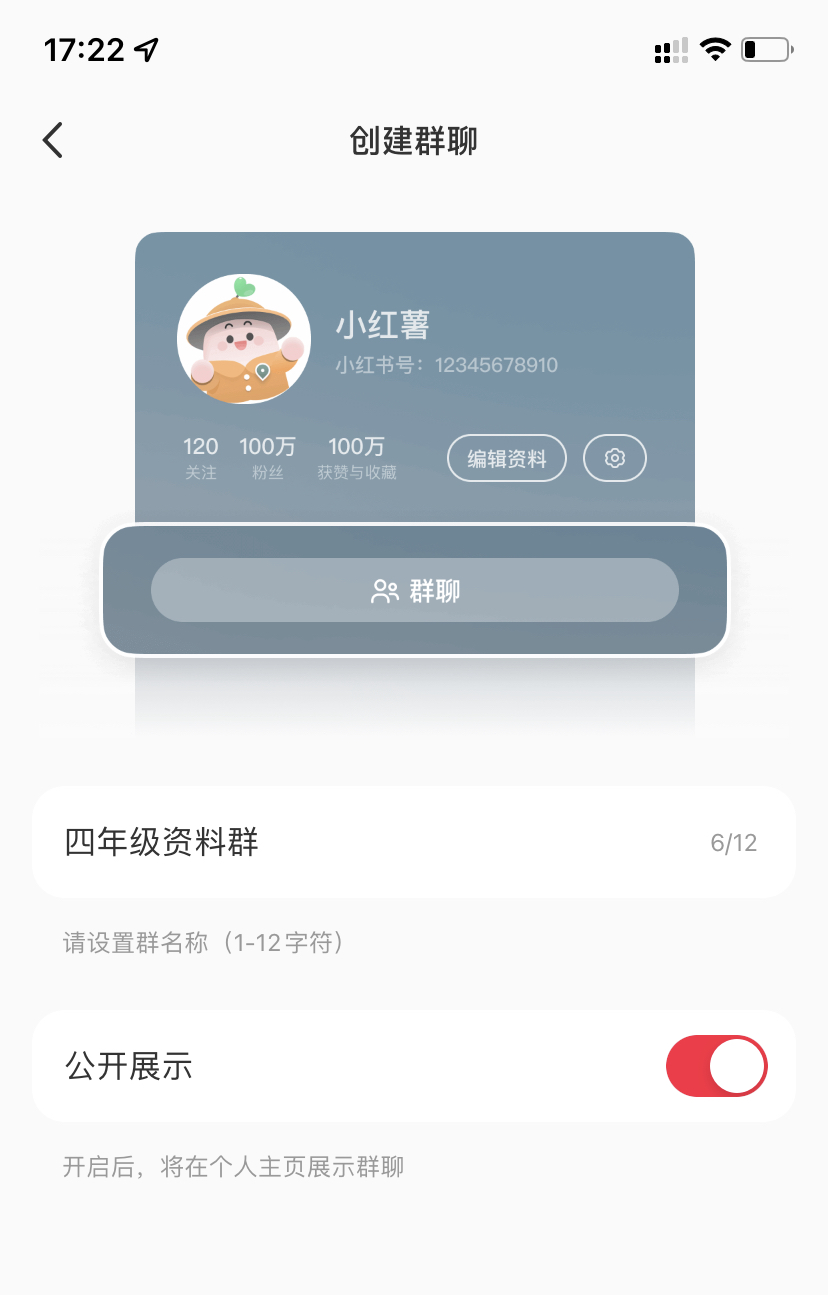 17:22
创建群聊
小红薯
小红书号：12345678910
120 100万 100万
关注 粉丝 获赞与收藏
编辑资料
群聊
四年级资料群 6/12
请设置群名称（1-12字符）
公开展示
开启后，将在个人主页展示群聊